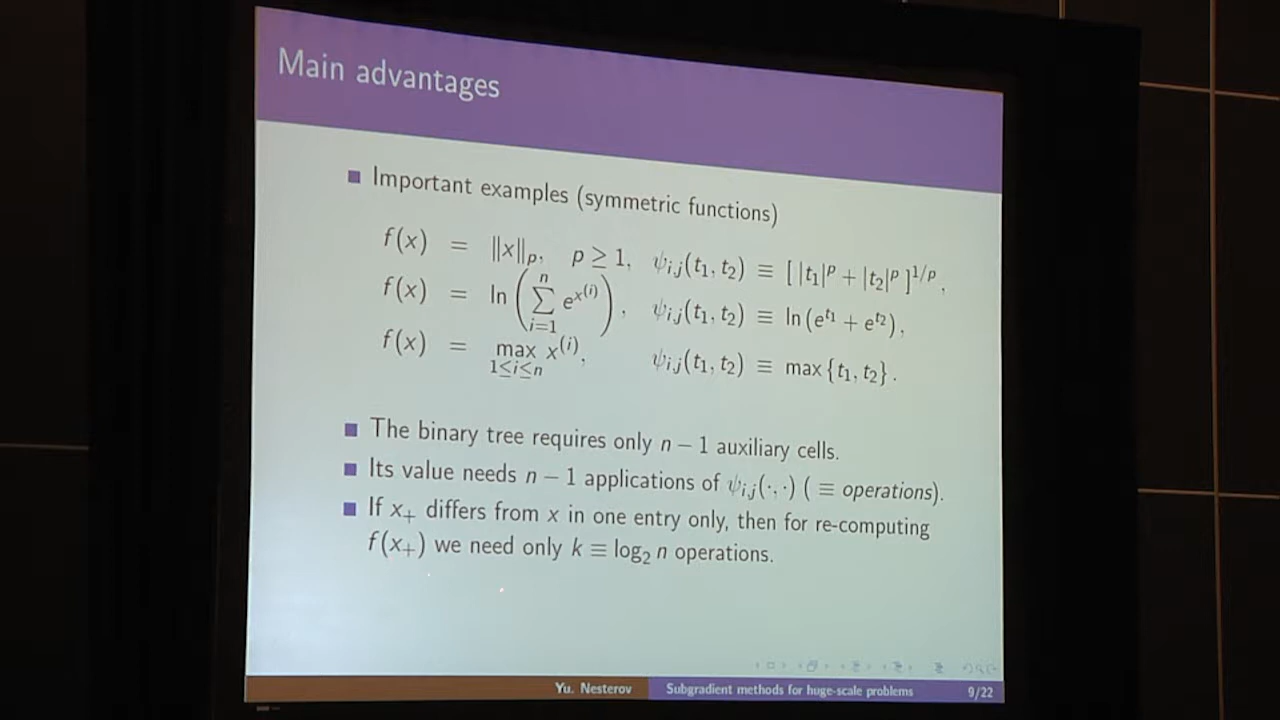 Main advantages
Important examples (symmetric functions)
f(x) = ‖x‖_p, p ≥ 1, ψ_{i,j}(t_1, t_2) ≡ [ |t_1|^p + |t_2|^p ]^{1/p},
f(x) = ln ( ∑_{i=1}^{n} e^{x^{(i)}} ), ψ_{i,j}(t_1, t_2) ≡ ln (e^{t_1} + e^{t_2}),
f(x) = max_{1≤i≤n} x^{(i)}, ψ_{i,j}(t_1, t_2) ≡ max {t_1, t_2}.
The binary tree requires only n − 1 auxiliary cells.
Its value needs n − 1 applications of ψ_{i,j}(·, ·) ( ≡ operations).
If x_+ differs from x in one entry only, then for re-computing
f(x_+) we need only k ≡ log_2 n operations.
Yu. Nesterov Subgradient methods for huge-scale problems 9/22